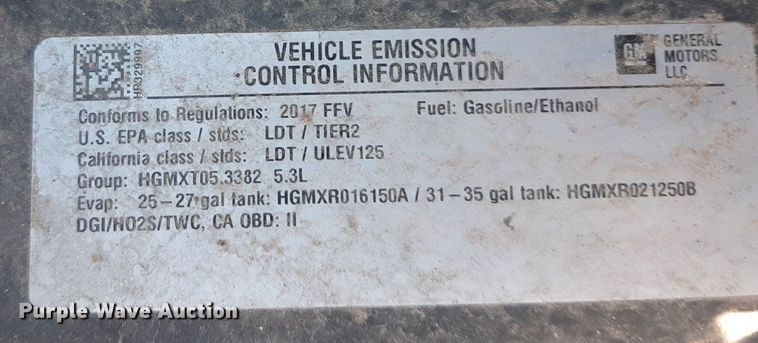 HR329997
VEHICLE EMISSION
CONTROL INFORMATION
GM
GENERAL
MOTORS
LLC
Conforms to Regulations: 2017 FFV Fuel: Gasoline/Ethanol
U.S. EPA class / stds: LDT / TIER2
California class / stds: LDT / ULEV125
Group: HGMXT05.3382 5.3L
Evap: 25-27 gal tank: HGMXR016150A / 31-35 gal tank: HGMXR021250B
DGI/HO2S/TWC, CA OBD: II
Purple Wave Auction